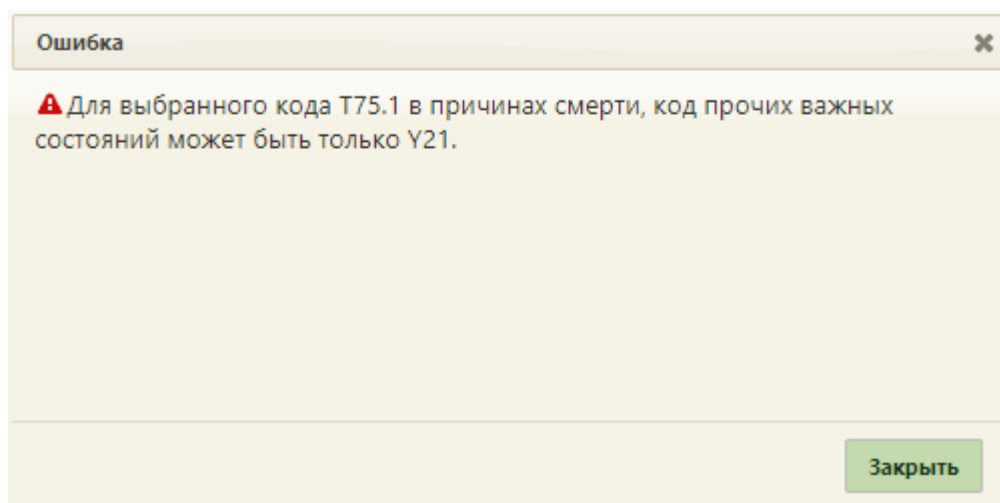 Ошибка
Для выбранного кода T75.1 в причинах смерти, код прочих важных
состояний может быть только Y21.
Закрыть